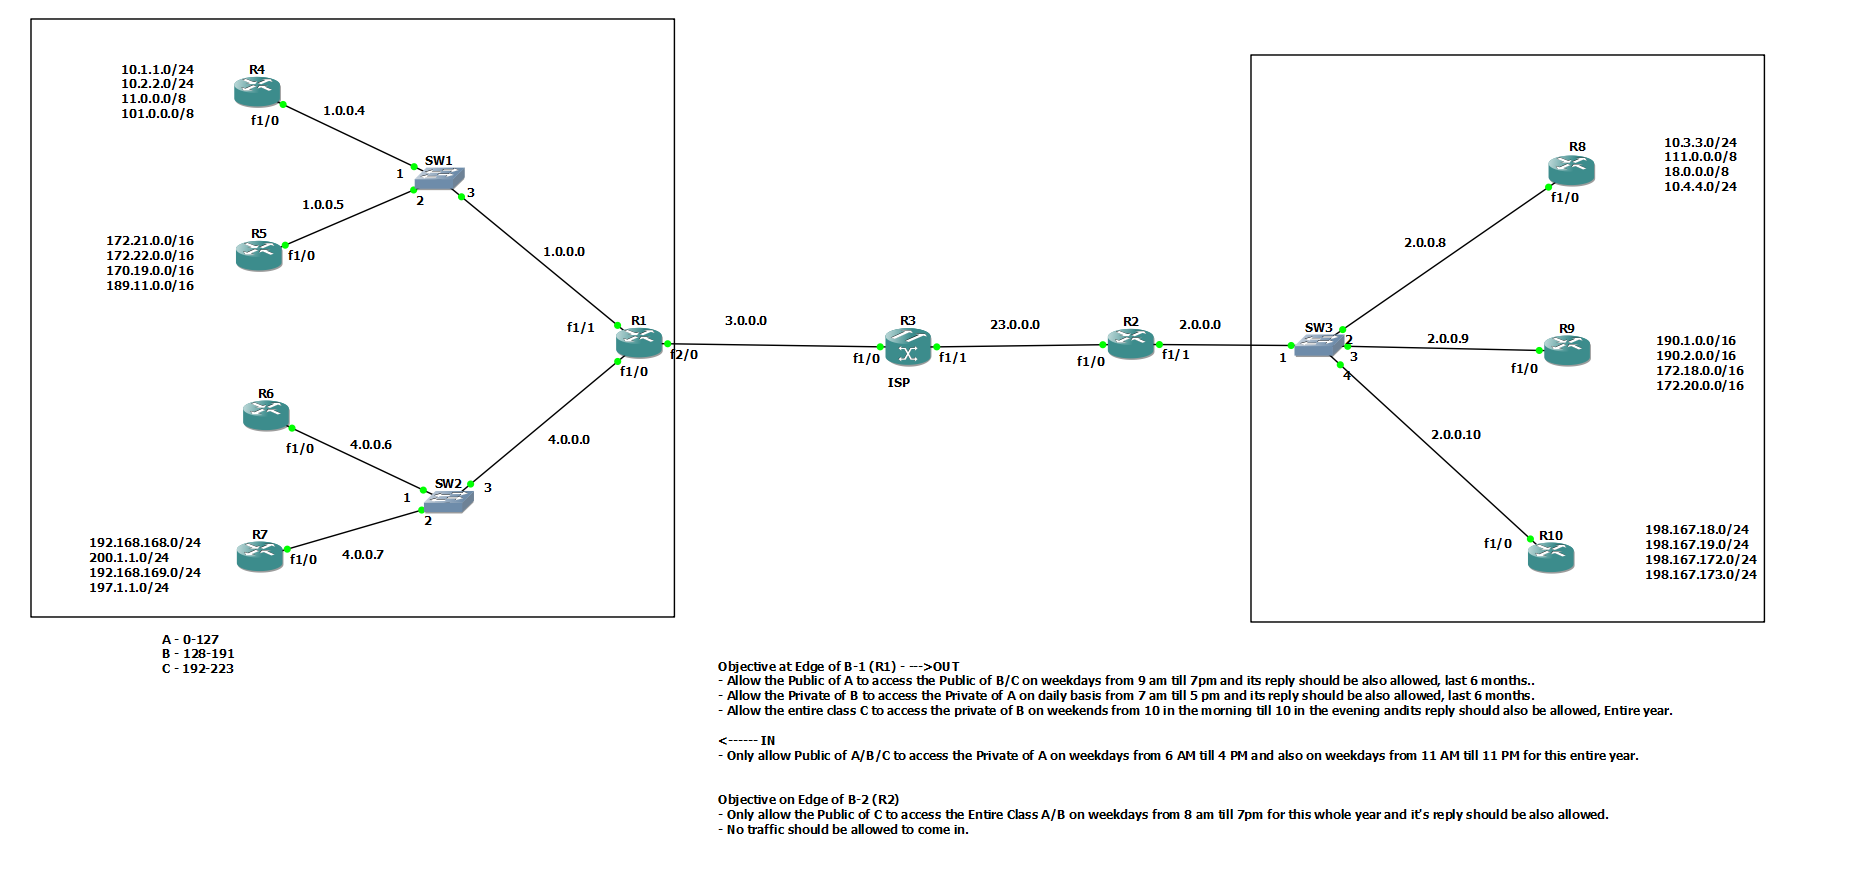 10.1.1.0/24
10.2.2.0/24
11.0.0.0/8
101.0.0.0/8
R4
f1/0
1.0.0.4
SW1
1
2
3
1.0.0.5
172.21.0.0/16
172.22.0.0/16
170.19.0.0/16
189.11.0.0/16
R5
f1/0
1.0.0.0
f1/1
R1
f2/0
f1/0
3.0.0.0
R3
f1/0
f1/1
ISP
23.0.0.0
R2
f1/0
f1/1
2.0.0.0
SW3
1
2
3
4
2.0.0.8
R8
f1/0
10.3.3.0/24
111.0.0.0/8
18.0.0.0/8
10.4.4.0/24
2.0.0.9
R9
f1/0
190.1.0.0/16
190.2.0.0/16
172.18.0.0/16
172.20.0.0/16
2.0.0.10
R10
f1/0
198.167.18.0/24
198.167.19.0/24
198.167.172.0/24
198.167.173.0/24
R6
f1/0
4.0.0.6
4.0.0.0
SW2
1
2
3
192.168.168.0/24
200.1.1.0/24
192.168.169.0/24
197.1.1.0/24
R7
f1/0
4.0.0.7
A - 0-127
B - 128-191
C - 192-223
Objective at Edge of B-1 (R1) - --->OUT
- Allow the Public of A to access the Public of B/C on weekdays from 9 am till 7pm and its reply should be also allowed, last 6 months..
- Allow the Private of B to access the Private of A on daily basis from 7 am till 5 pm and its reply should be also allowed, last 6 months.
- Allow the entire class C to access the private of B on weekends from 10 in the morning till 10 in the evening andits reply should also be allowed, Entire year.
<------ IN
- Only allow Public of A/B/C to access the Private of A on weekdays from 6 AM till 4 PM and also on weekdays from 11 AM till 11 PM for this entire year.
Objective on Edge of B-2 (R2)
- Only allow the Public of C to access the Entire Class A/B on weekdays from 8 am till 7pm for this whole year and it's reply should be also allowed.
- No traffic should be allowed to come in.